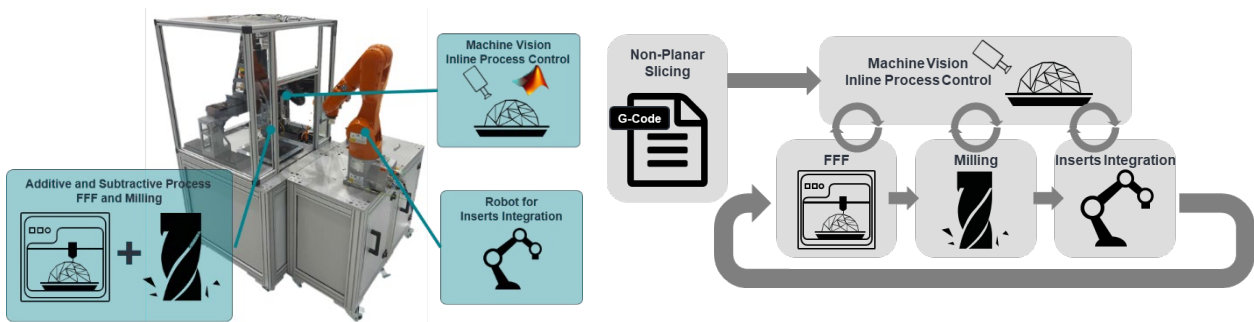 Machine Vision
Inline Process Control
Additive and Subtractive Process
FFF and Milling
Robot for
Inserts Integration
Non-Planar
Slicing
G-Code
Machine Vision
Inline Process Control
FFF
Milling
Inserts Integration